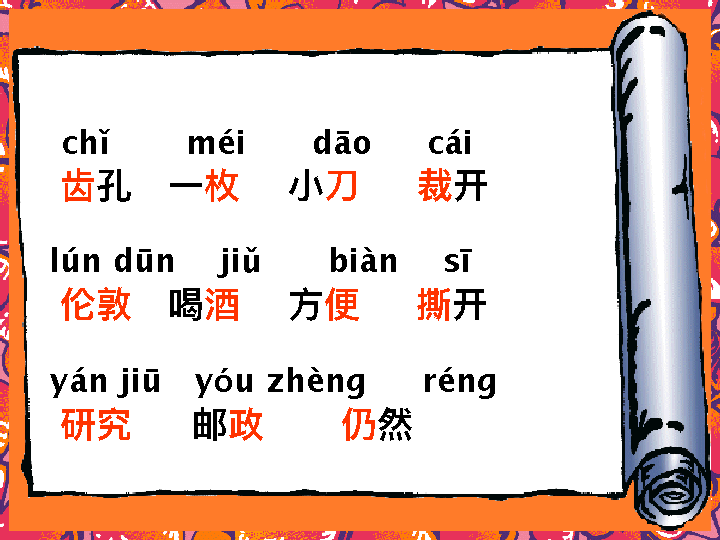 chǐ méi dāo cái
齿孔 一枚 小刀 裁开
lún dūn jiǔ biàn sī
伦敦 喝酒 方便 撕开
yán jiū yóu zhèng réng
研究 邮政 仍然